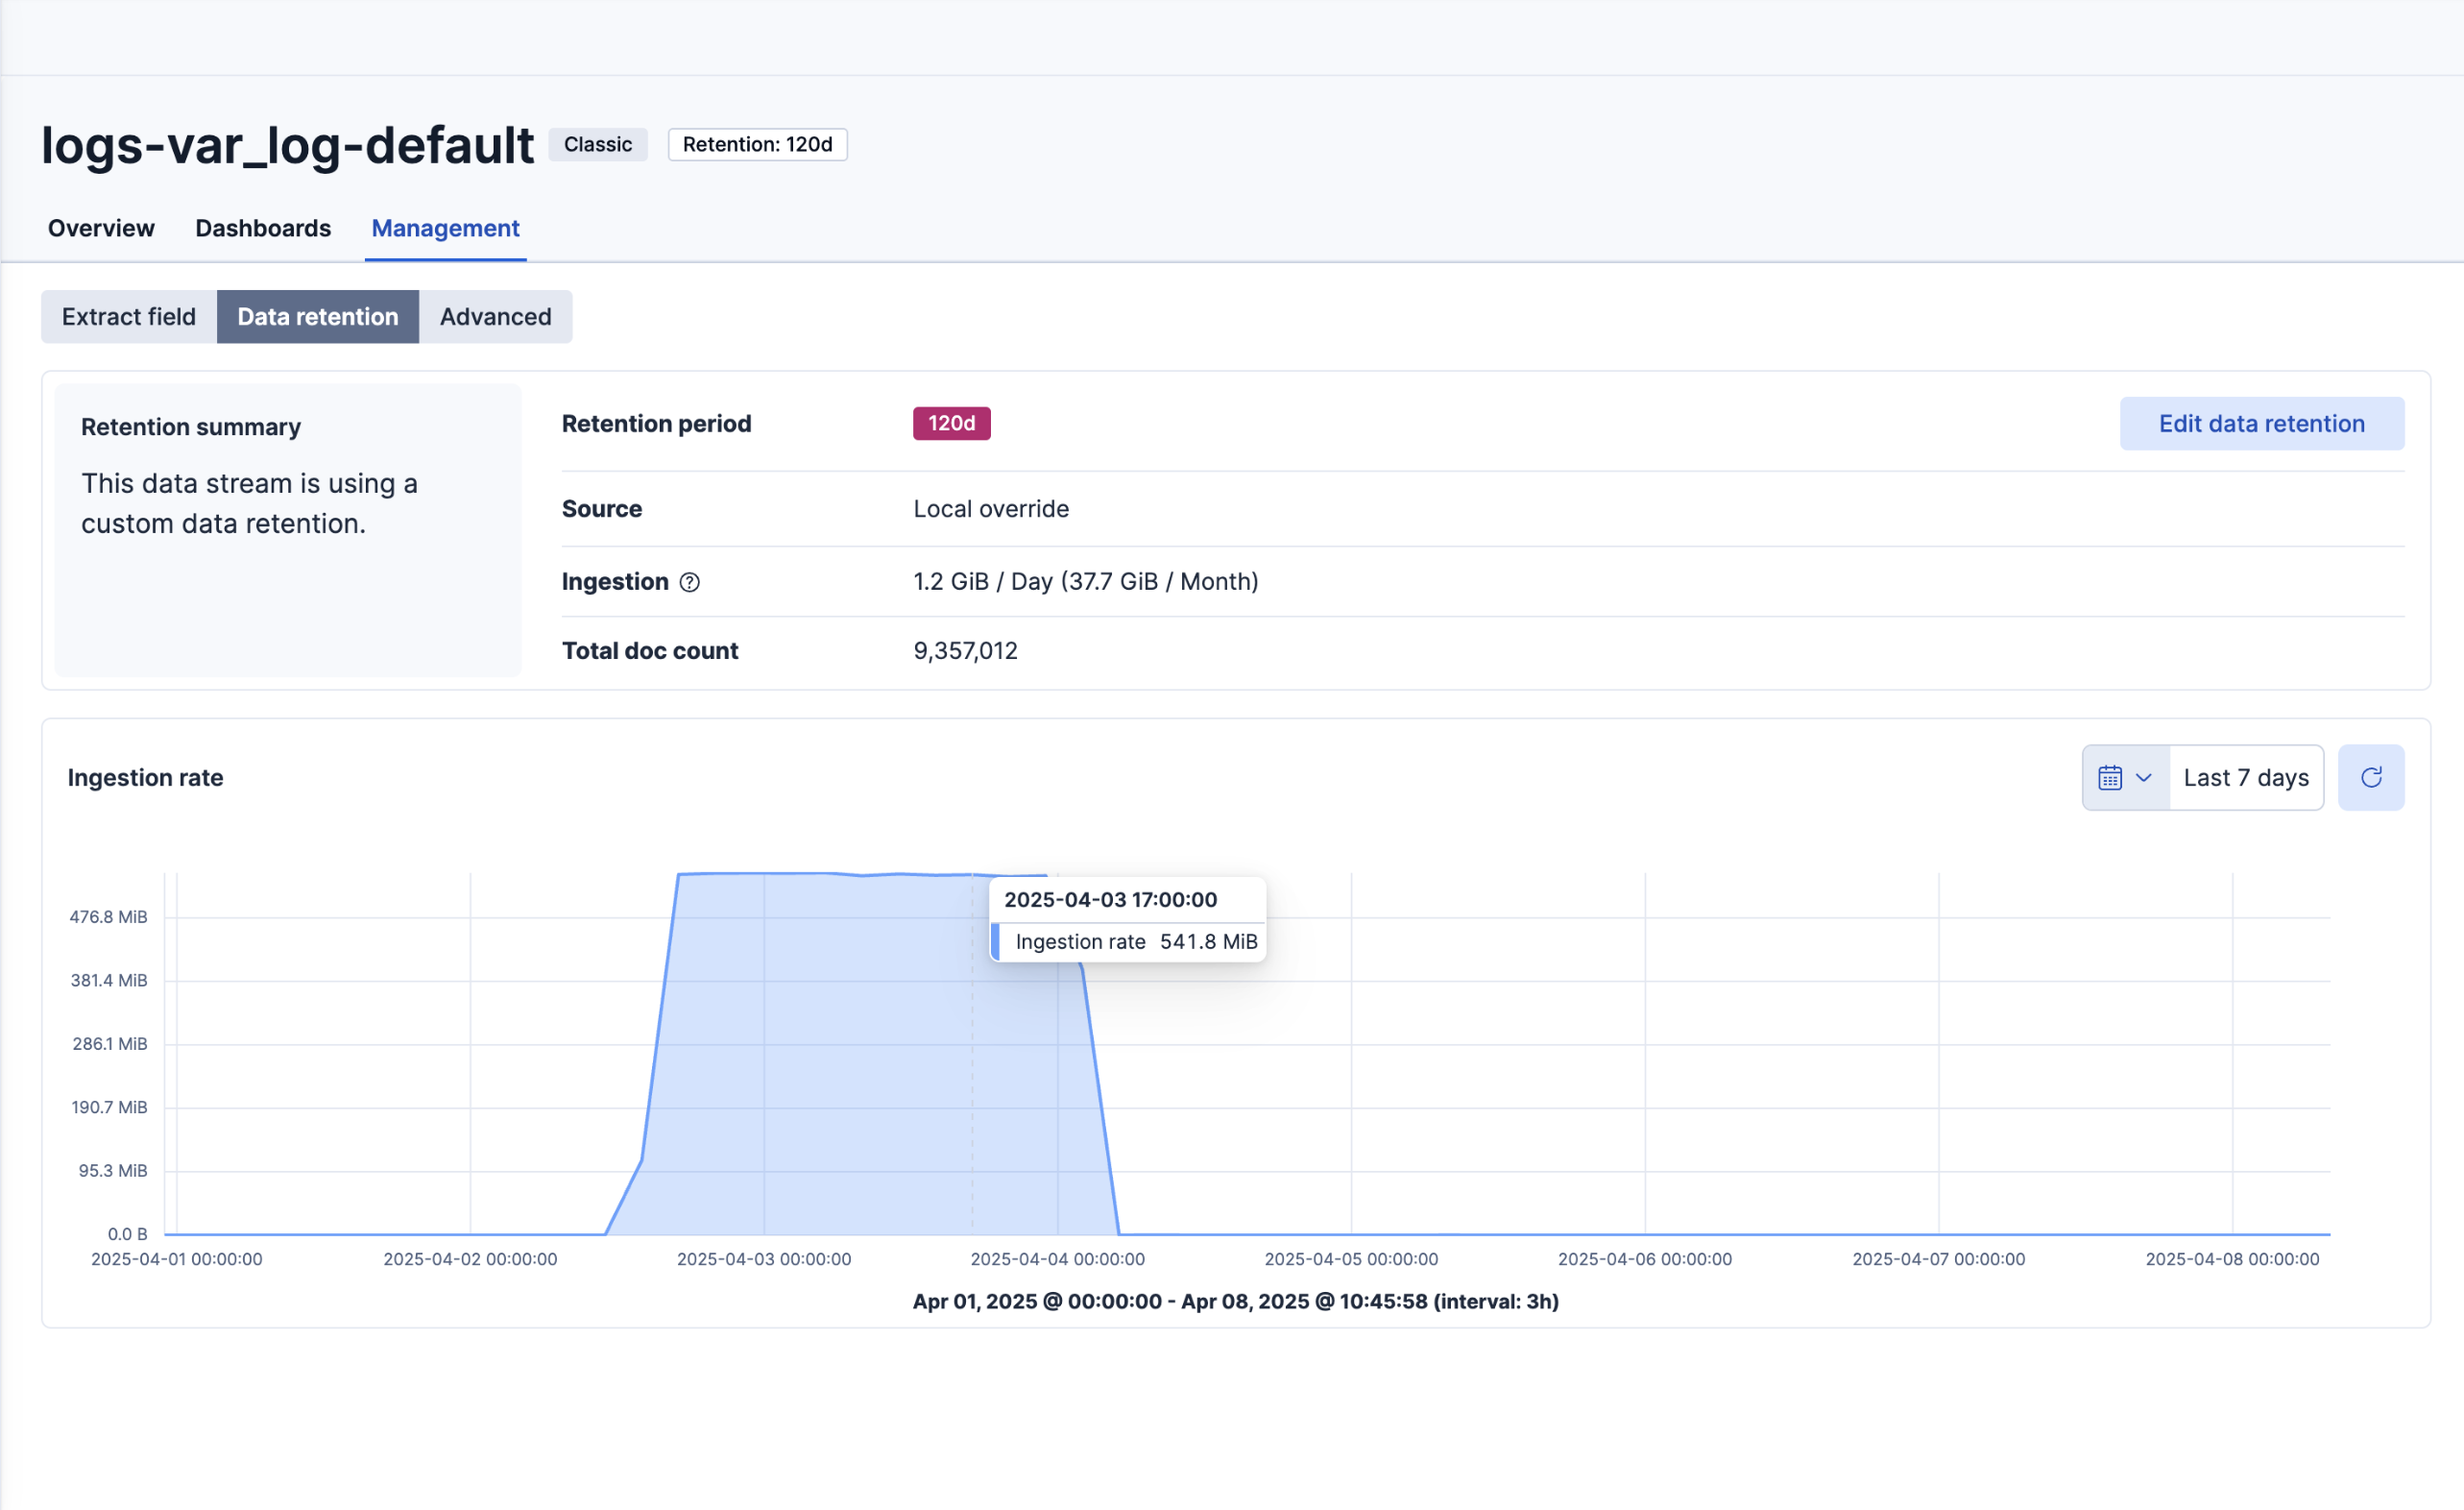 logs-var_log-default Classic Retention: 120d
Overview Dashboards Management
Extract field Data retention Advanced
Retention summary
This data stream is using a
custom data retention.
Retention period 120d Edit data retention
Source Local override
Ingestion 1.2 GiB / Day (37.7 GiB / Month)
Total doc count 9,357,012
Ingestion rate Last 7 days
2025-04-03 17:00:00
Ingestion rate 541.8 MiB
476.8 MiB
381.4 MiB
286.1 MiB
190.7 MiB
95.3 MiB
0.0 B
2025-04-01 00:00:00 2025-04-02 00:00:00 2025-04-03 00:00:00 2025-04-04 00:00:00 2025-04-05 00:00:00 2025-04-06 00:00:00 2025-04-07 00:00:00 2025-04-08 00:00:00
Apr 01, 2025 @ 00:00:00 - Apr 08, 2025 @ 10:45:58 (interval: 3h)